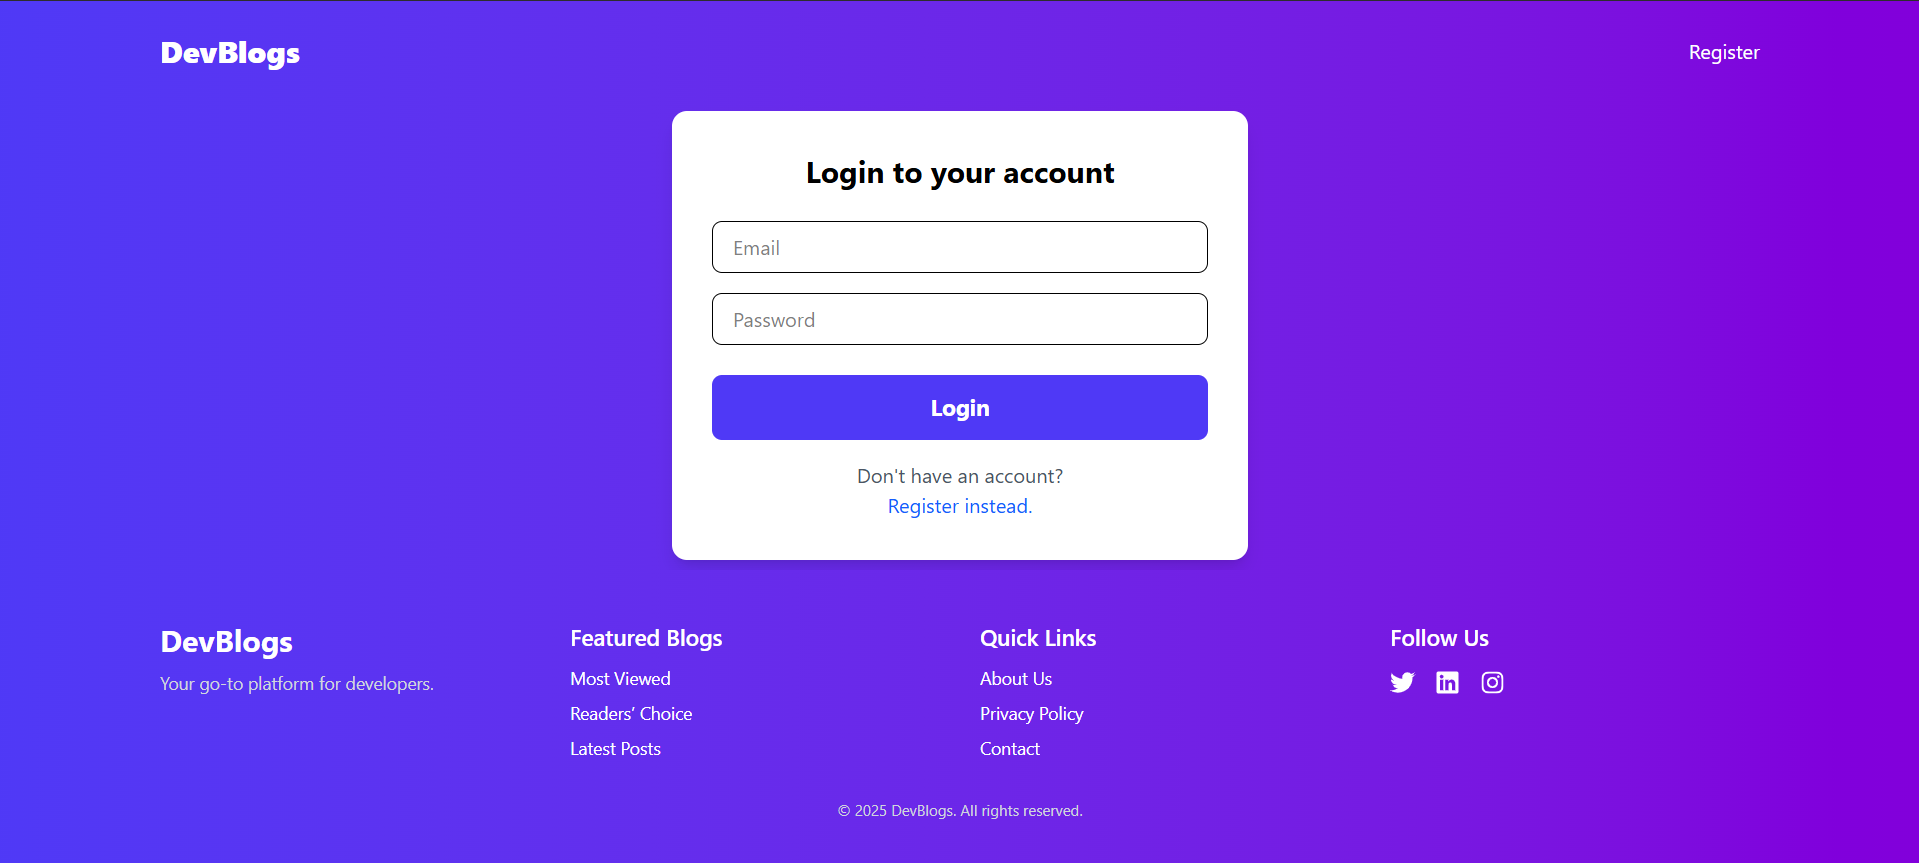 DevBlogs
Register
Login to your account
Email
Password
Login
Don't have an account?
Register instead.
DevBlogs
Your go-to platform for developers.
Featured Blogs
Most Viewed
Readers’ Choice
Latest Posts
Quick Links
About Us
Privacy Policy
Contact
Follow Us
in
© 2025 DevBlogs. All rights reserved.